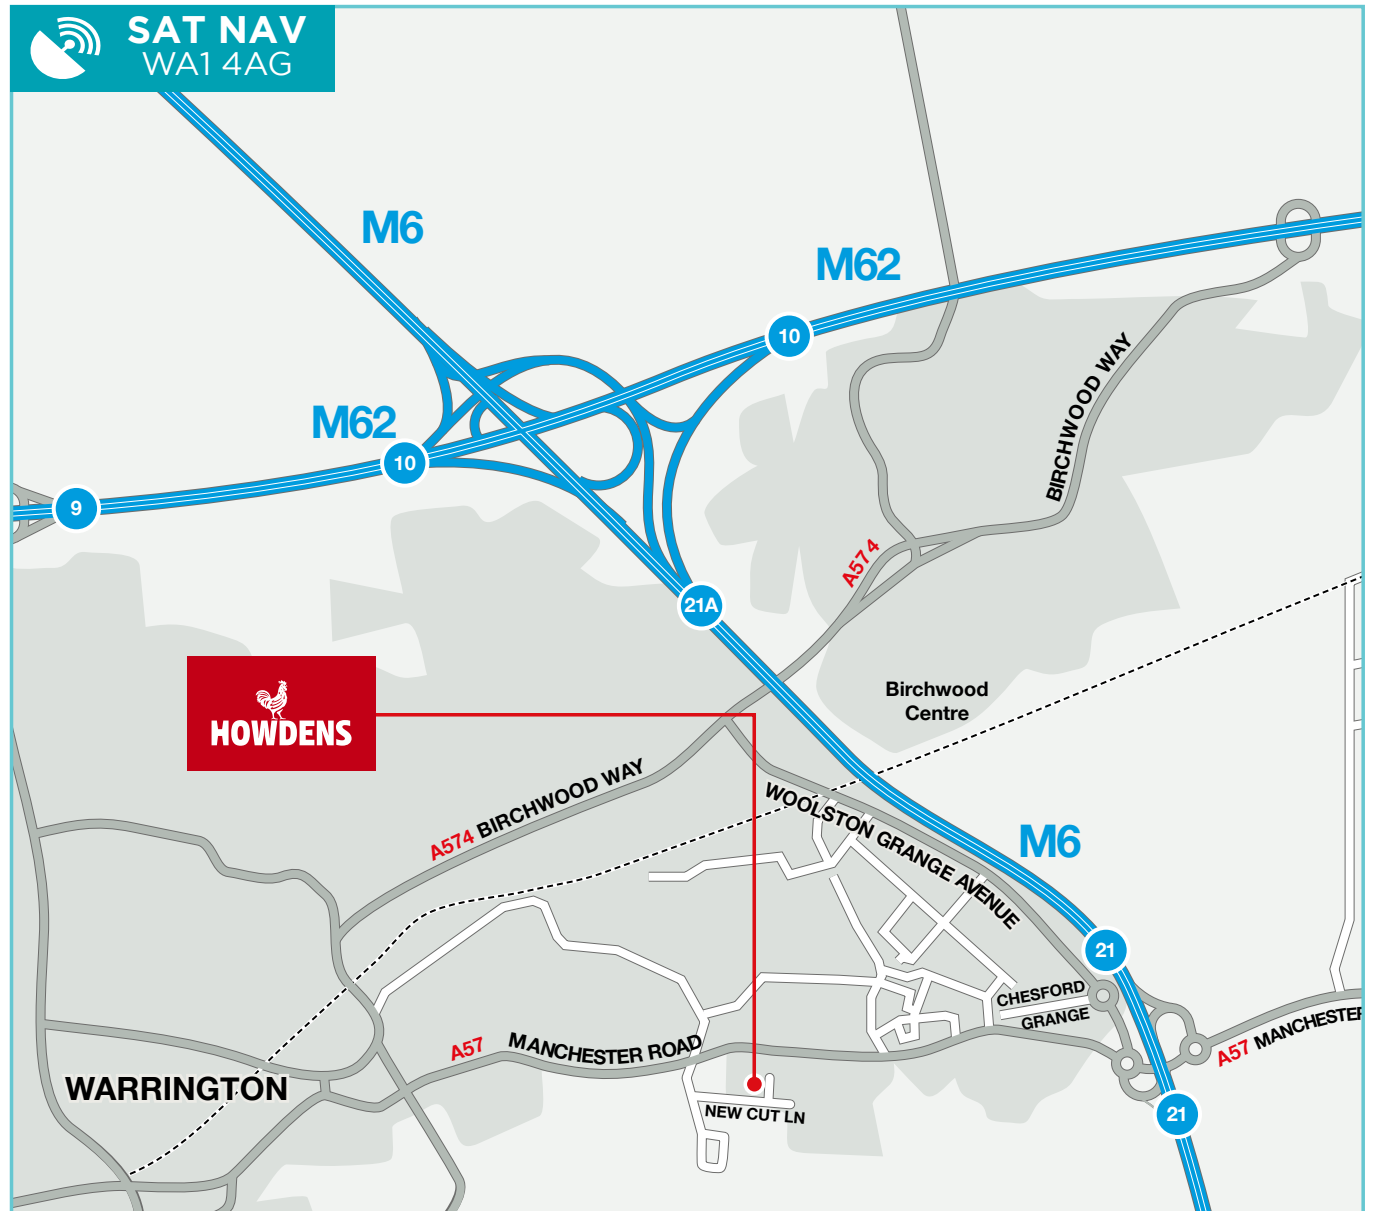 SAT NAV
WA1 4AG
M6
M62
10
BIRCHWOOD WAY
M62
10
9
A574
21A
HOWDENS
Birchwood
Centre
A574 BIRCHWOOD WAY
WOOLSTON GRANGE AVENUE
M6
21
CHESFORD
GRANGE
A57 MANCHESTER ROAD
A57 MANCHESTER
WARRINGTON
NEW CUT LN
21